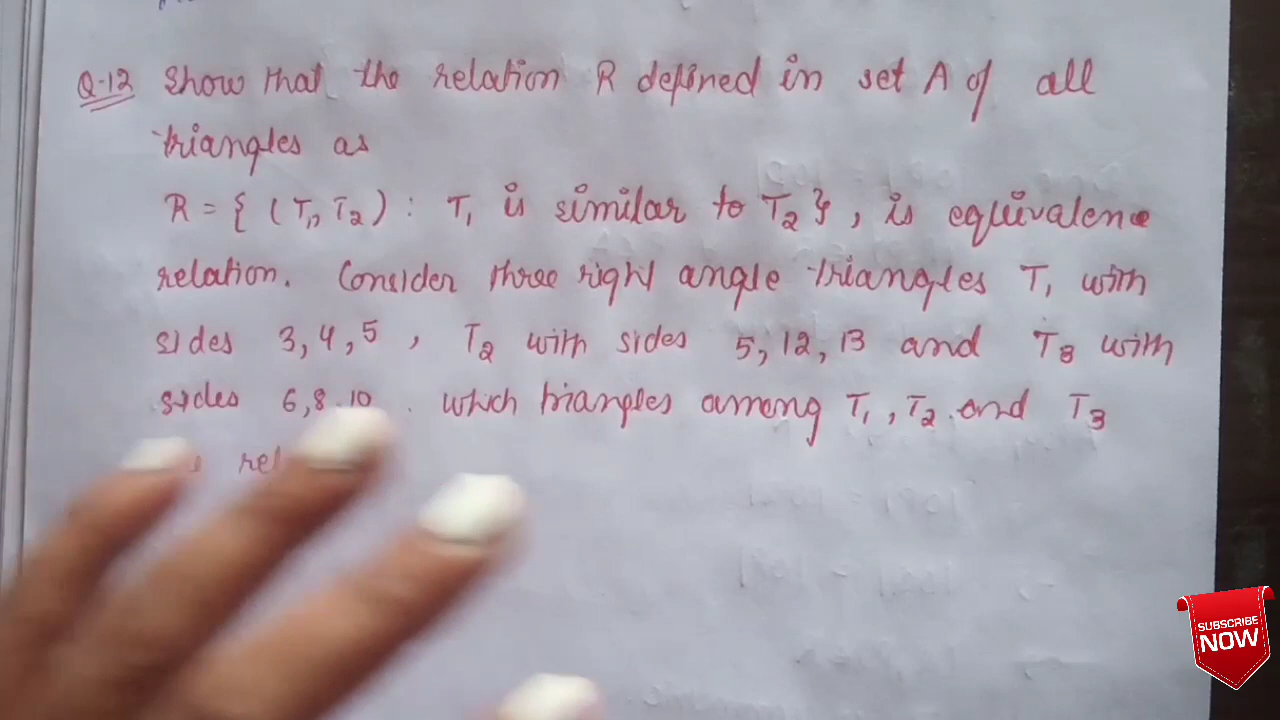 Q-12 Show that the relation R defined in set A of all
triangles as
R = { (T1, T2) : T1 is similar to T2 }, is equivalene
relation. Consider three right angle triangles T1 with
sides 3,4,5 , T2 with sides 5,12,13 and T3 with
sides 6,8,10 . which triangles among T1, T2 and T3
rel
SUBSCRIBE
NOW